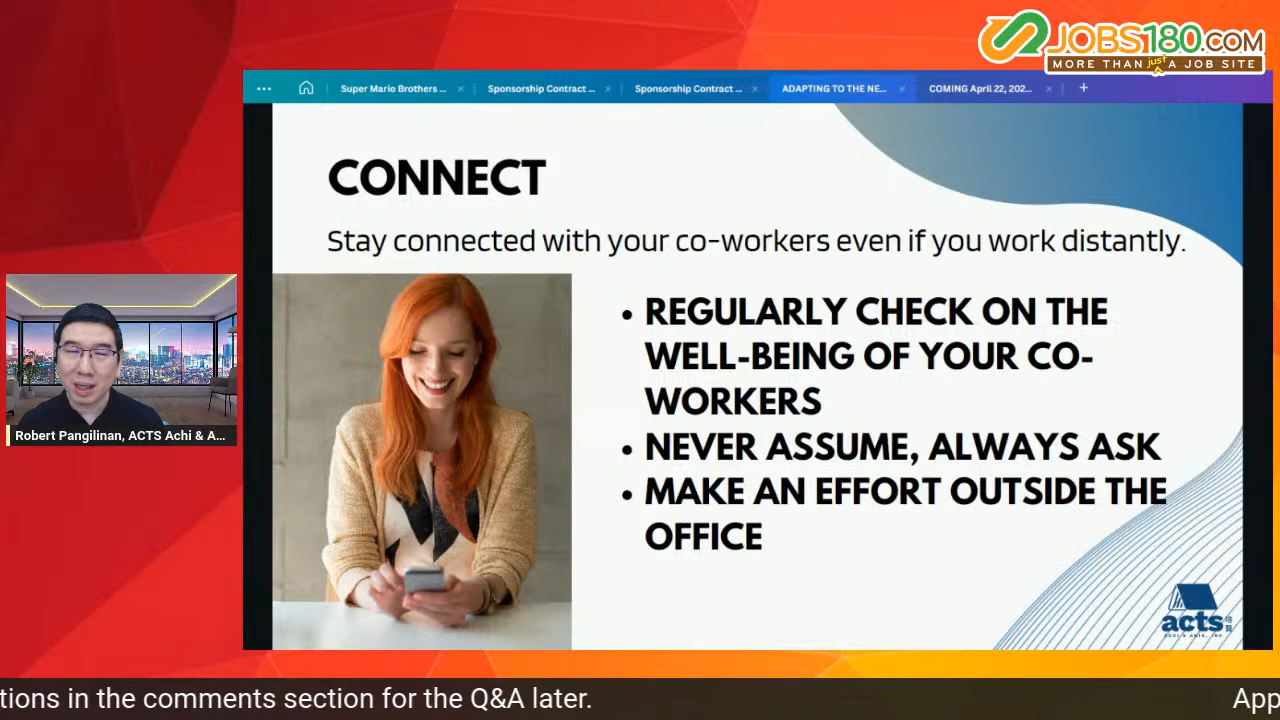 JOBS180.COM
MORE THAN just A JOB SITE
Super Mario Brothers ...
Sponsorship Contract ...
Sponsorship Contract ...
ADAPTING TO THE NE...
COMING April 22, 202...
CONNECT
Stay connected with your co-workers even if you work distantly.
• REGULARLY CHECK ON THE
WELL-BEING OF YOUR CO-
WORKERS
• NEVER ASSUME, ALWAYS ASK
• MAKE AN EFFORT OUTSIDE THE
OFFICE
Robert Pangilinan, ACTS Achi & A...
acts
ACHI & ASIA, INC
tions in the comments section for the Q&A later.
App